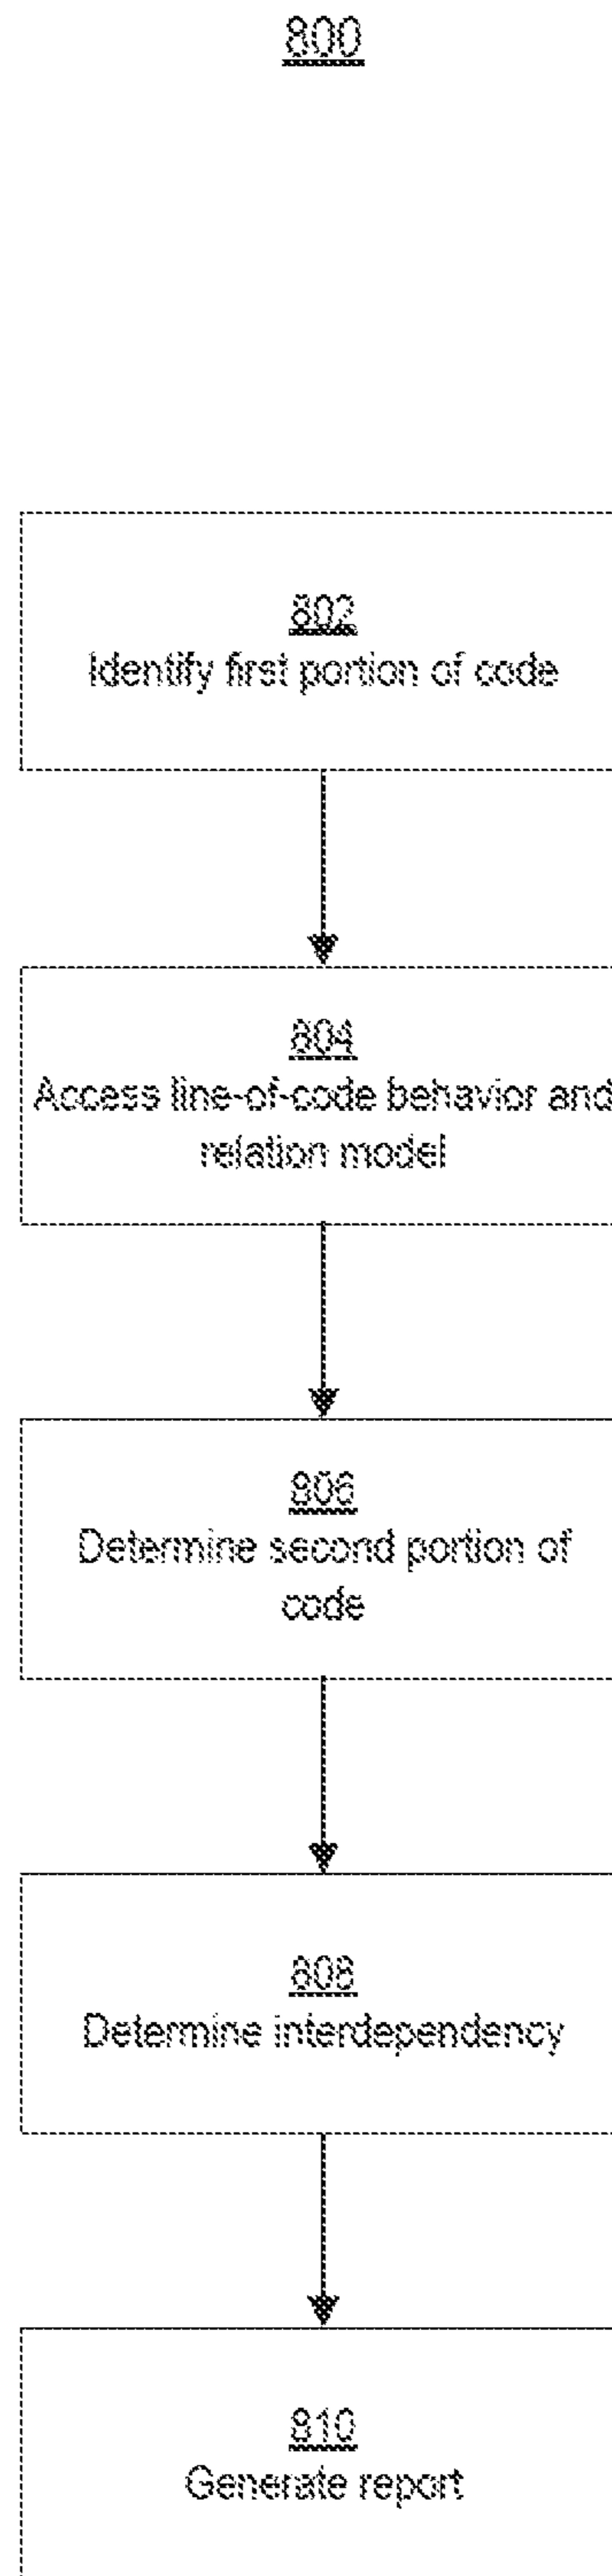 800
802
Identify first portion of code
804
Access line-of-code behavior and
relation model
806
Determine second portion of
code
808
Determine interdependency
810
Generate report